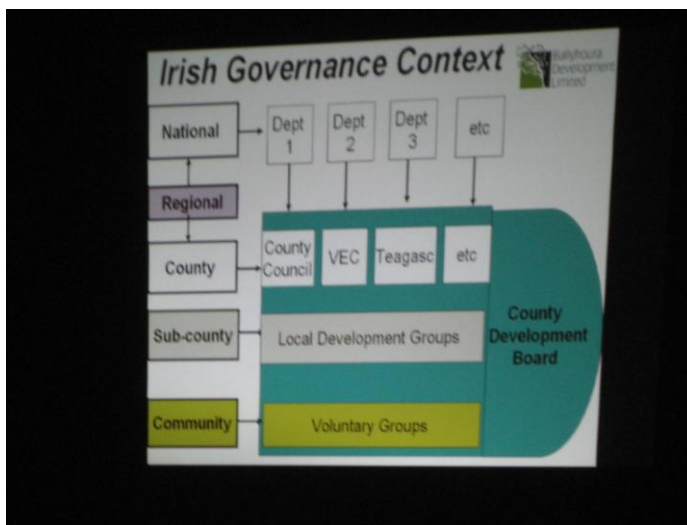 Irish Governance Context
Ballyhoura
Development
Limited
National
Dept
1
Dept
2
Dept
3
etc
Regional
County
County
Council
VEC
Teagasc
etc
Sub-county
Local Development Groups
County
Development
Board
Community
Voluntary Groups